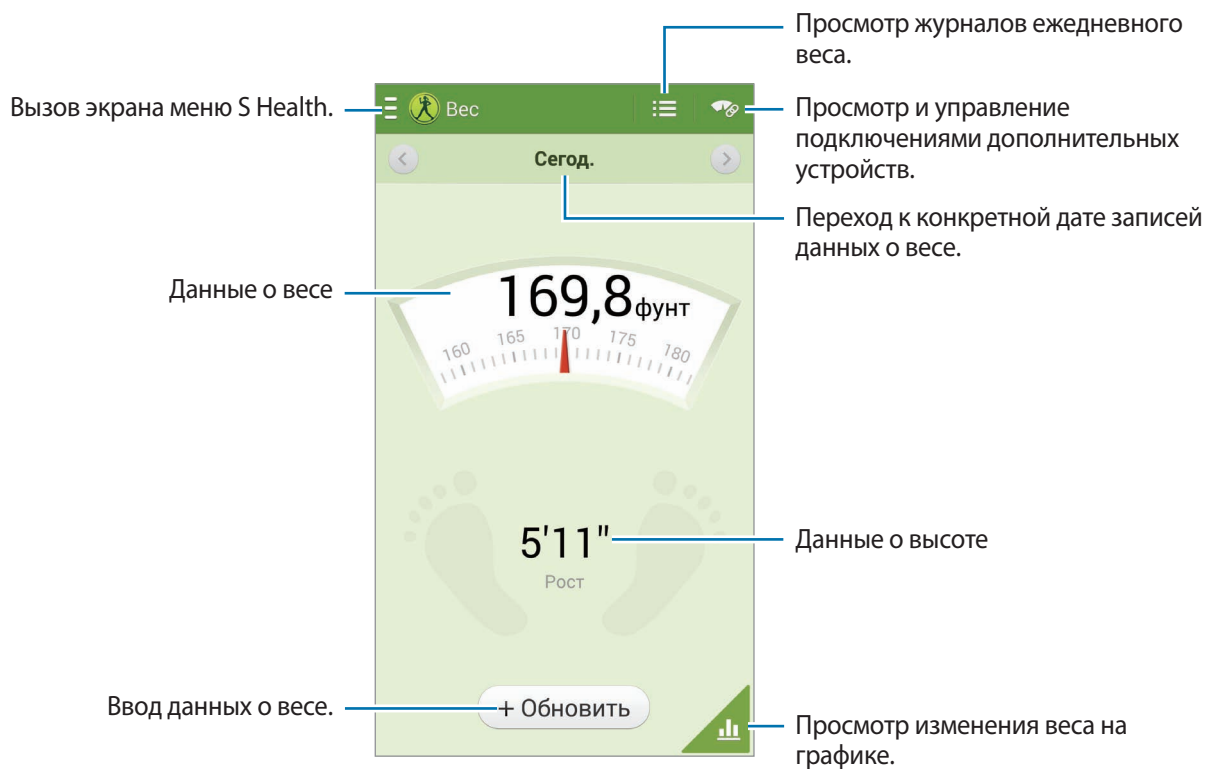 Просмотр журналов ежедневного
веса.
Вызов экрана меню S Health.
Вес
Просмотр и управление
подключениями дополнительных
устройств.
Сегод.
Переход к конкретной дате записей
данных о весе.
Данные о весе
169,8фунт
160 165 170 175 180
5'11"
Данные о высоте
Рост
Ввод данных о весе.
+ Обновить
Просмотр изменения веса на
графике.